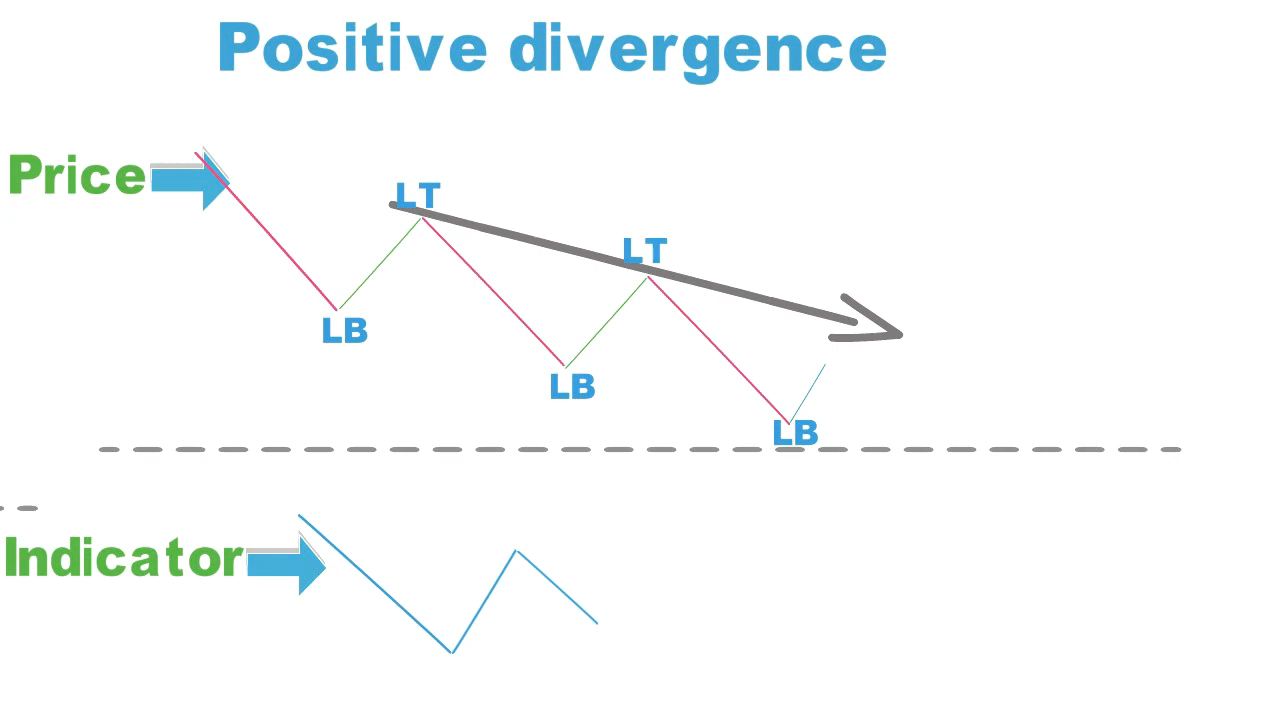 Positive divergence
Price
LT
LT
LB
LB
LB
Indicator